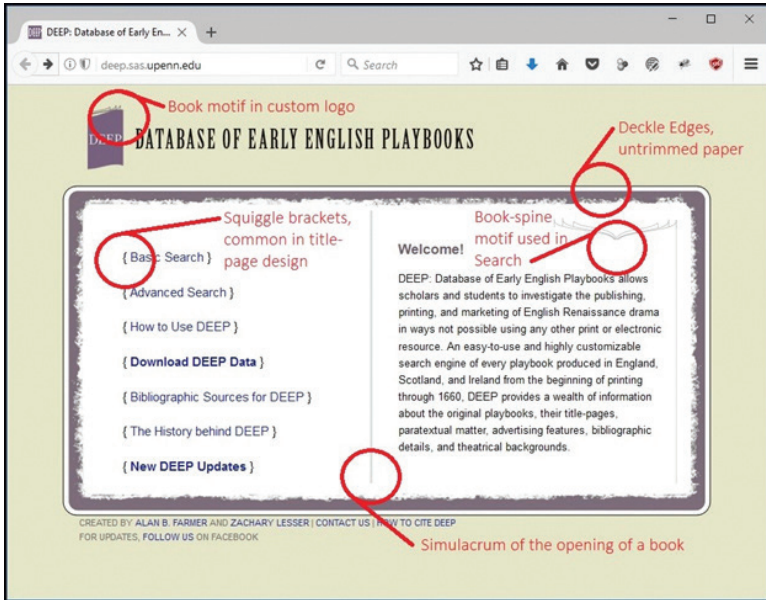 DEEP: Database of Early En...
deep.sas.upenn.edu
Search
Book motif in custom logo
DEEP
DATABASE OF EARLY ENGLISH PLAYBOOKS
Deckle Edges,
untrimmed paper
Squiggle brackets,
common in title-
page design
Book-spine
motif used in
Search
{ Basic Search }
{ Advanced Search }
{ How to Use DEEP }
{ Download DEEP Data }
{ Bibliographic Sources for DEEP }
{ The History behind DEEP }
{ New DEEP Updates }
Welcome!
DEEP: Database of Early English Playbooks allows
scholars and students to investigate the publishing,
printing, and marketing of English Renaissance drama
in ways not possible using any other print or electronic
resource. An easy-to-use and highly customizable
search engine of every playbook produced in England,
Scotland, and Ireland from the beginning of printing
through 1660, DEEP provides a wealth of information
about the original playbooks, their title-pages,
paratextual matter, advertising features, bibliographic
details, and theatrical backgrounds.
CREATED BY ALAN B. FARMER AND ZACHARY LESSER | CONTACT US | HOW TO CITE DEEP
FOR UPDATES, FOLLOW US ON FACEBOOK
Simulacrum of the opening of a book